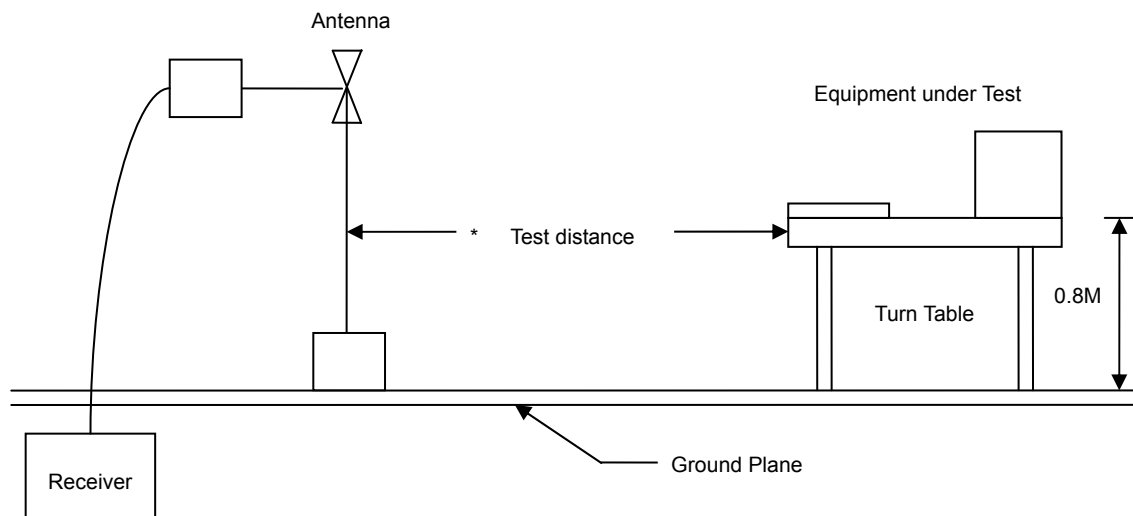 Antenna
Equipment under Test
* Test distance
0.8M
Turn Table
Ground Plane
Receiver